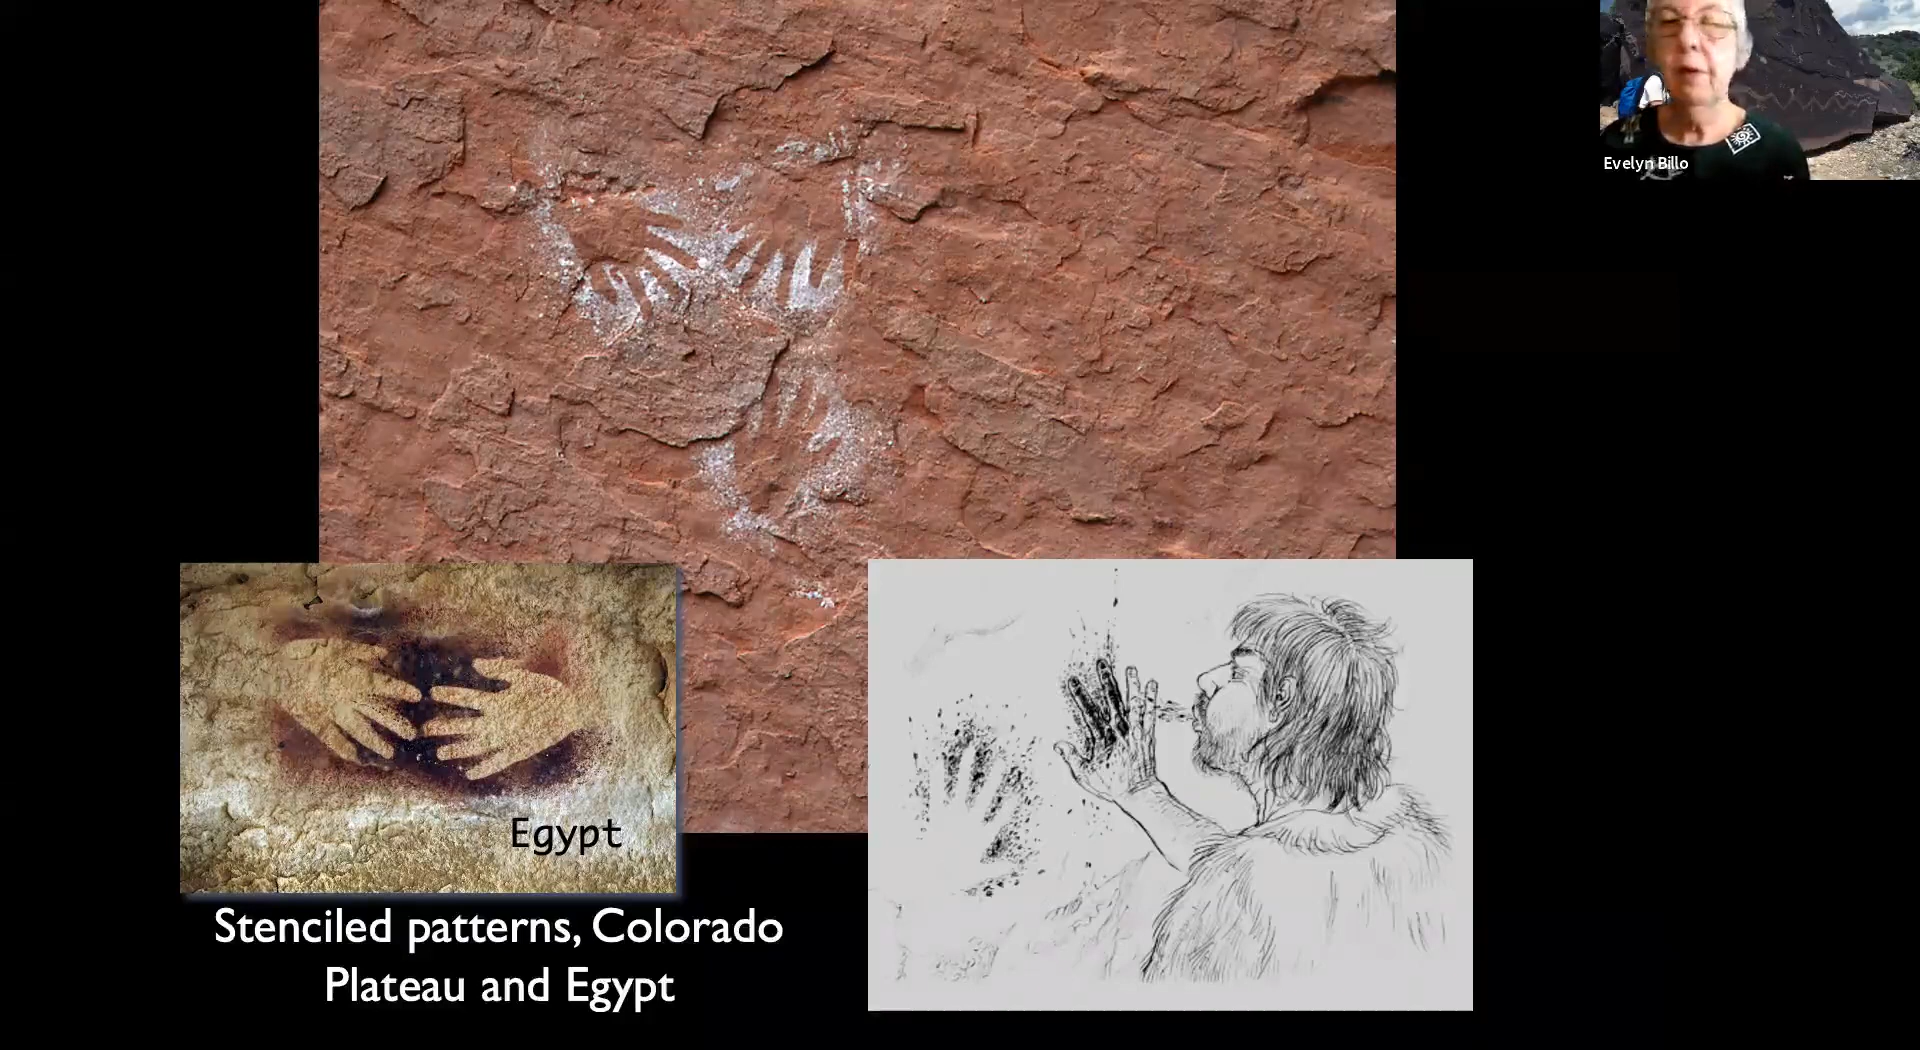 Evelyn Billo
Egypt
Stenciled patterns, Colorado
Plateau and Egypt